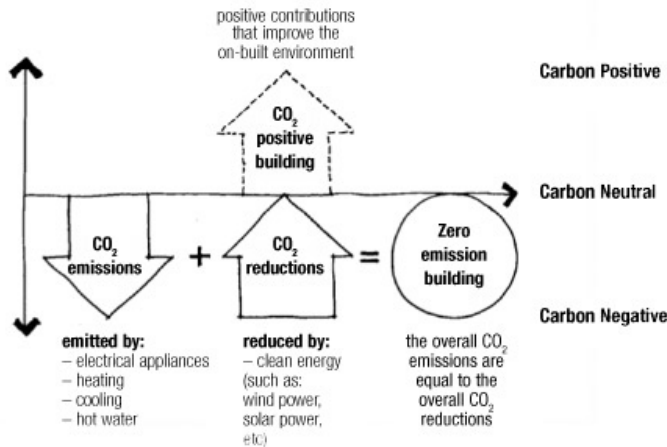 positive contributions
that improve the
on-built environment
Carbon Positive
CO₂
positive
building
Carbon Neutral
CO₂
emissions
+
CO₂
reductions
=
Zero
emission
building
Carbon Negative
emitted by:
– electrical appliances
– heating
– cooling
– hot water
reduced by:
– clean energy
(such as:
wind power,
solar power,
etc)
the overall CO₂
emissions are
equal to the
overall CO₂
reductions